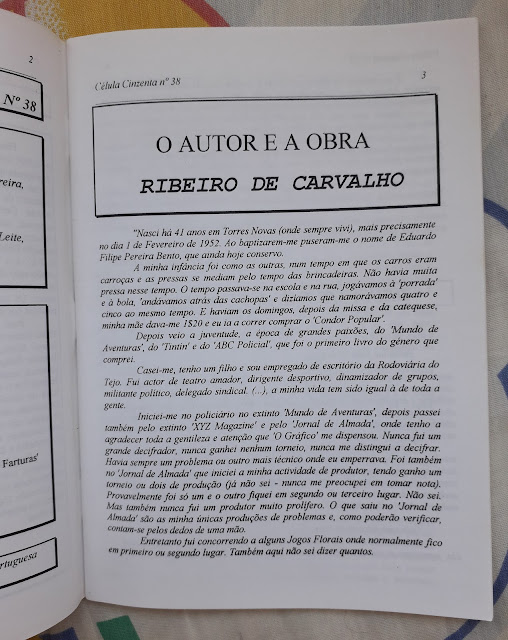 2
Nº 38
reira,
Leite,
Farturas'
ortuguesa
Célula Cinzenta nº 38
3
O AUTOR E A OBRA
RIBEIRO DE CARVALHO
"Nasci há 41 anos em Torres Novas (onde sempre vivi), mais precisamente
no dia 1 de Fevereiro de 1952. Ao baptizarem-me puseram-me o nome de Eduardo
Filipe Pereira Bento, que ainda hoje conservo.
A minha infância foi como as outras, num tempo em que os carros eram
carroças e as pressas se mediam pelo tempo das brincadeiras. Não havia muita
pressa nesse tempo. O tempo passava-se na escola e na rua, jogávamos à 'porrada'
e à bola, 'andávamos atrás das cachopas' e dizíamos que namorávamos quatro e
cinco ao mesmo tempo. E haviam os domingos, depois da missa e da catequese,
minha mãe dava-me 1$20 e eu ia a correr comprar o 'Condor Popular'.
Depois veio a juventude, a época de grandes paixões, do 'Mundo de
Aventuras', do 'Tintin' e do 'ABC Policial', que foi o primeiro livro do género que
comprei.
Casei-me, tenho um filho e sou empregado de escritório da Rodoviária do
Tejo. Fui actor de teatro amador, dirigente desportivo, dinamizador de grupos,
militante político, delegado sindical. (...), a minha vida tem sido igual à de toda a
gente.
Iniciei-me no policiário no extinto 'Mundo de Aventuras', depois passei
também pelo extinto 'XYZ Magazine' e pelo 'Jornal de Almada', onde tenho a
agradecer toda a gentileza e atenção que 'O Gráfico' me dispensou. Nunca fui um
grande decifrador, nunca ganhei nenhum torneio, nunca me distingui a decifrar.
Havia sempre um problema ou outro mais técnico onde eu emperrava. Foi também
no 'Jornal de Almada' que iniciei a minha actividade de produtor, tendo ganho um
torneio ou dois de produção (já não sei - nunca me preocupei em tomar nota).
Provavelmente foi só um e o outro fiquei em segundo ou terceiro lugar. Não sei.
Mas também nunca fui um produtor muito prolífero. O que saiu no 'Jornal de
Almada' são as minhas únicas produções de problemas e, como poderão verificar,
contam-se pelos dedos de uma mão.
Entretanto fui concorrendo a alguns Jogos Florais onde normalmente fico
em primeiro ou segundo lugar. Também aqui não sei dizer quantos.